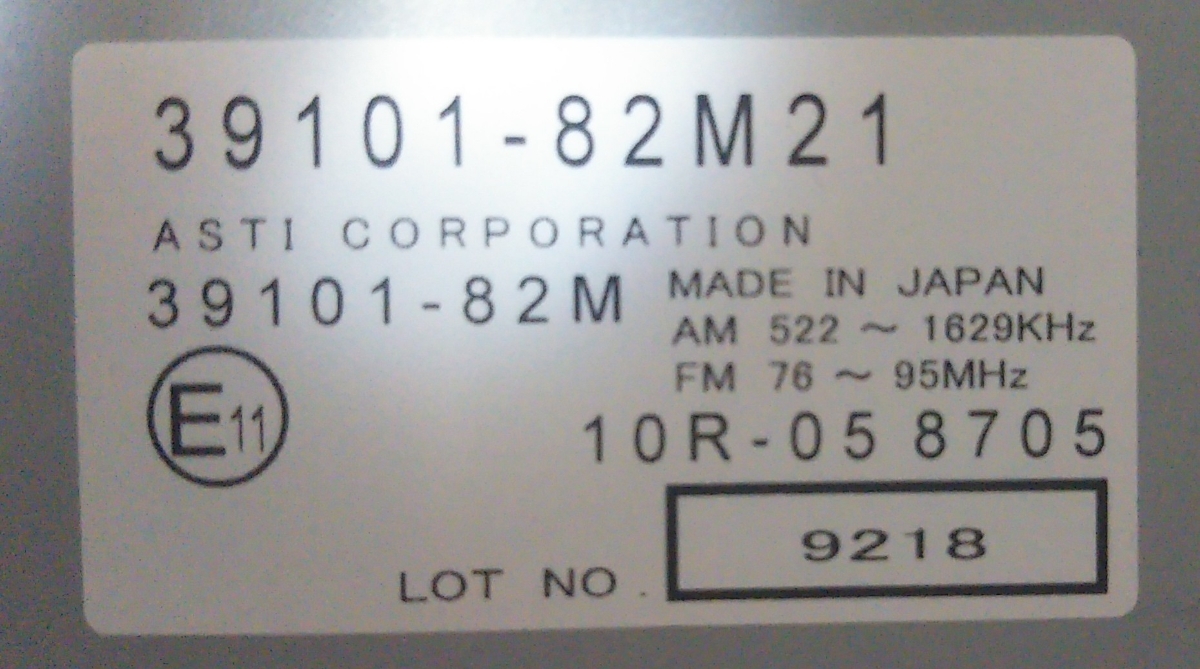 39101-82M21
ASTI CORPORATION
39101-82M
MADE IN JAPAN
AM 522 ～ 1629KHz
FM 76 ～ 95MHz
E11
10R-05 8705
LOT NO. 9218